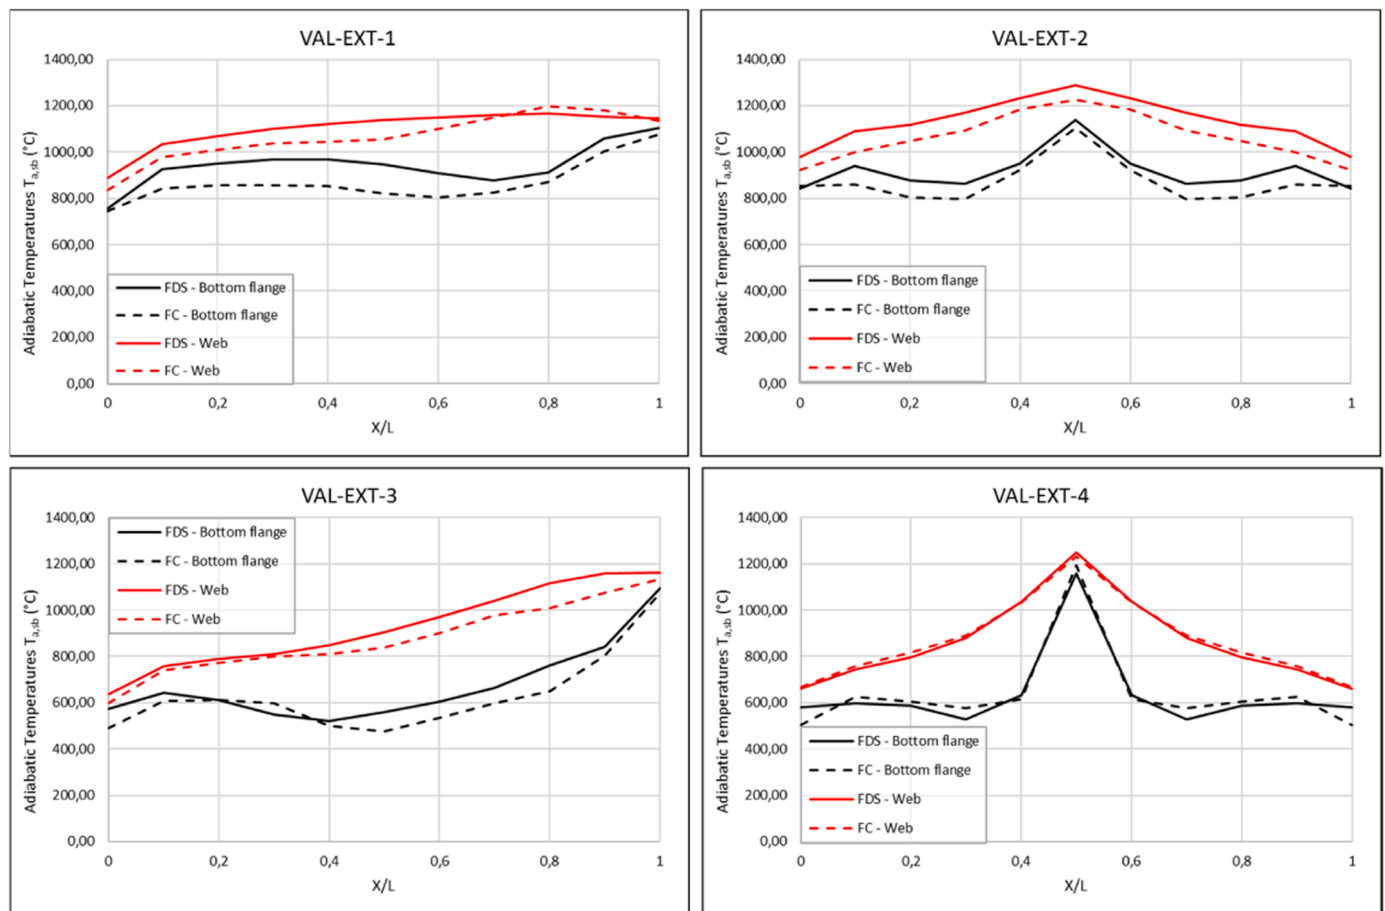 VAL-EXT-1
Adiabatic Temperatures Ta,sb (°C)
1400,00
1200,00
1000,00
800,00
600,00
400,00
200,00
0,00
FDS - Bottom flange
FC - Bottom flange
FDS - Web
FC - Web
0 0,2 0,4 0,6 0,8 1
X/L
VAL-EXT-2
Adiabatic Temperatures Ta,sb (°C)
1400,00
1200,00
1000,00
800,00
600,00
400,00
200,00
0,00
FDS - Bottom flange
FC - Bottom flange
FDS - Web
FC - Web
0 0,2 0,4 0,6 0,8 1
X/L
VAL-EXT-3
Adiabatic Temperatures Ta,sb (°C)
1400,00
1200,00
1000,00
800,00
600,00
400,00
200,00
0,00
FDS - Bottom flange
FC - Bottom flange
FDS - Web
FC - Web
0 0,2 0,4 0,6 0,8 1
X/L
VAL-EXT-4
Adiabatic Temperatures Ta,sb (°C)
1400,00
1200,00
1000,00
800,00
600,00
400,00
200,00
0,00
FDS - Bottom flange
FC - Bottom flange
FDS - Web
FC - Web
0 0,2 0,4 0,6 0,8 1
X/L